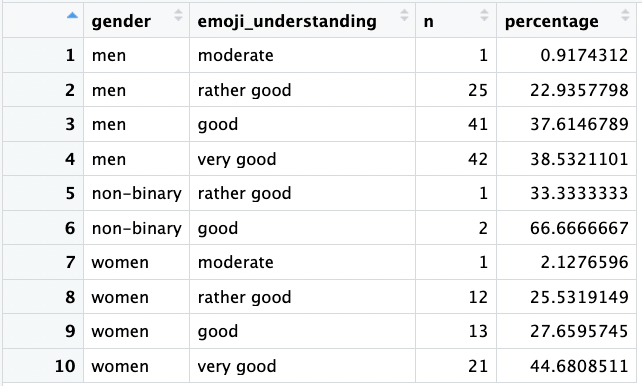 gender emoji_understanding n percentage
1 men moderate 1 0.9174312
2 men rather good 25 22.9357798
3 men good 41 37.6146789
4 men very good 42 38.5321101
5 non-binary rather good 1 33.3333333
6 non-binary good 2 66.6666667
7 women moderate 1 2.1276596
8 women rather good 12 25.5319149
9 women good 13 27.6595745
10 women very good 21 44.6808511